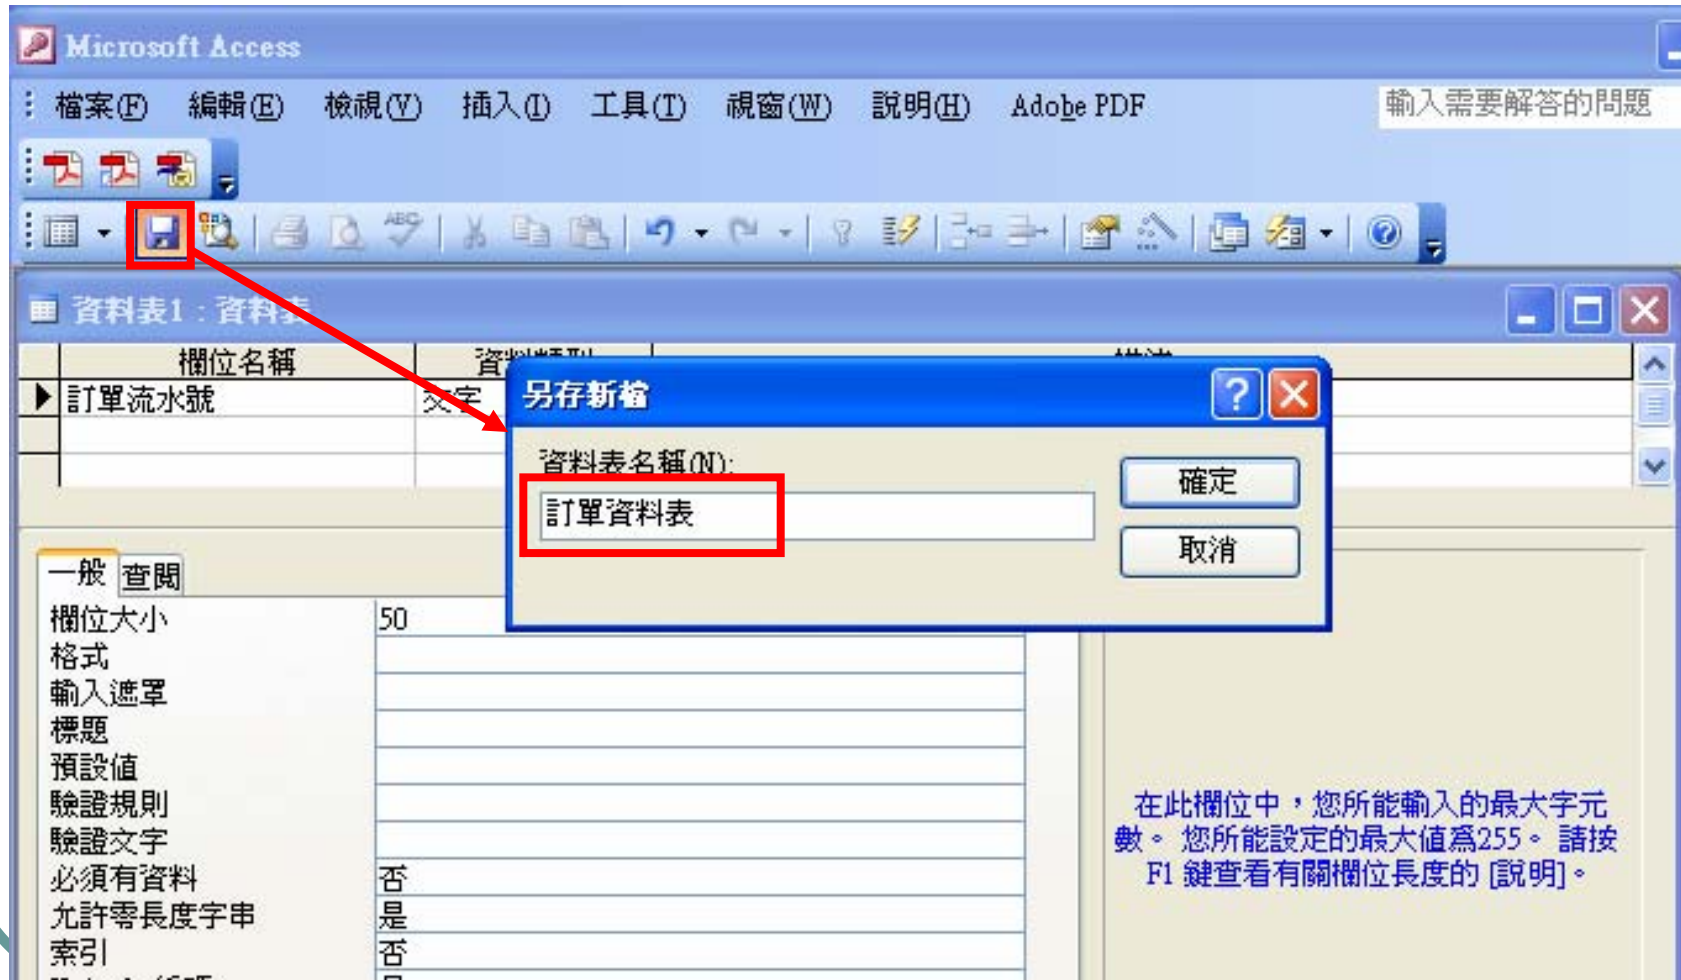 Microsoft Access
檔案(F) 編輯(E) 檢視(V) 插入(I) 工具(T) 視窗(W) 說明(H) Adobe PDF 輸入需要解答的問題
ABC
資料表1 : 資料表
欄位名稱
訂單流水號 文字
另存新檔
資料表名稱(N):
訂單資料表
確定
取消
一般 查閱
欄位大小 50
格式
輸入遮罩
標題
預設值
驗證規則
驗證文字
必須有資料 否
允許零長度字串 是
索引 否
在此欄位中，您所能輸入的最大字元
數。 您所能設定的最大值為255。 請按
F1 鍵查看有關欄位長度的 [說明]。